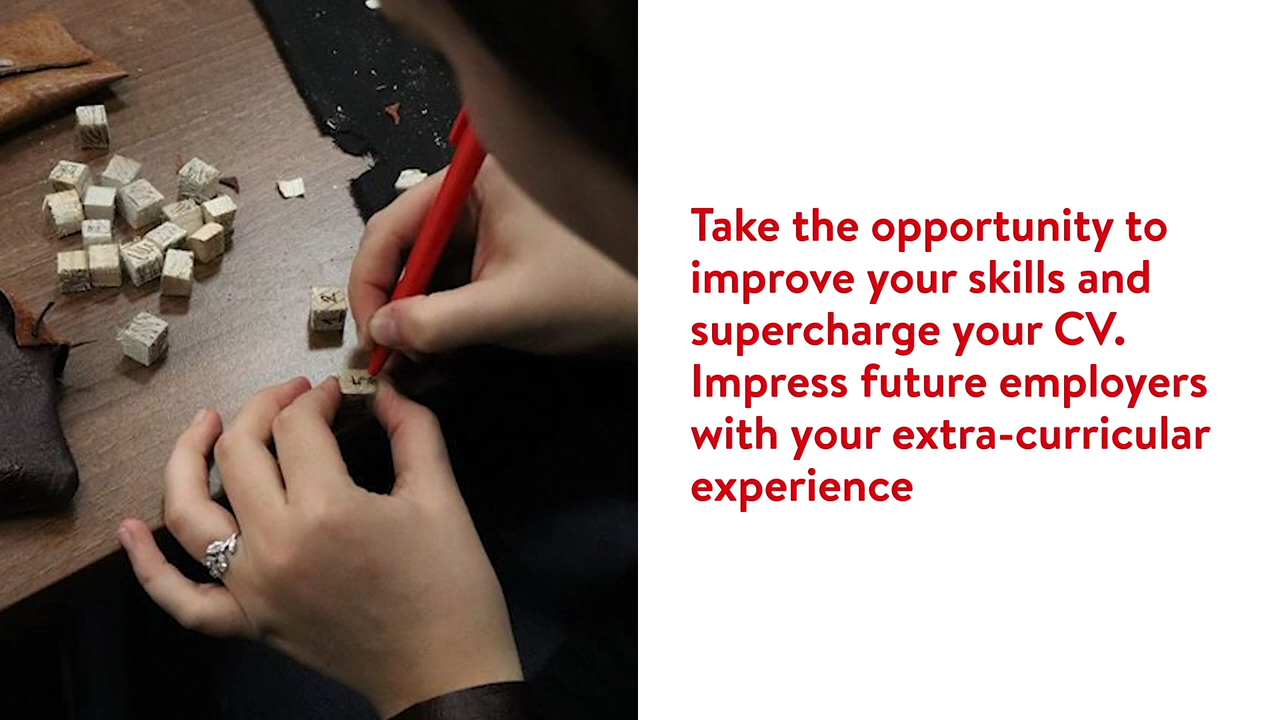 Take the opportunity to
improve your skills and
supercharge your CV.
Impress future employers
with your extra-curricular
experience